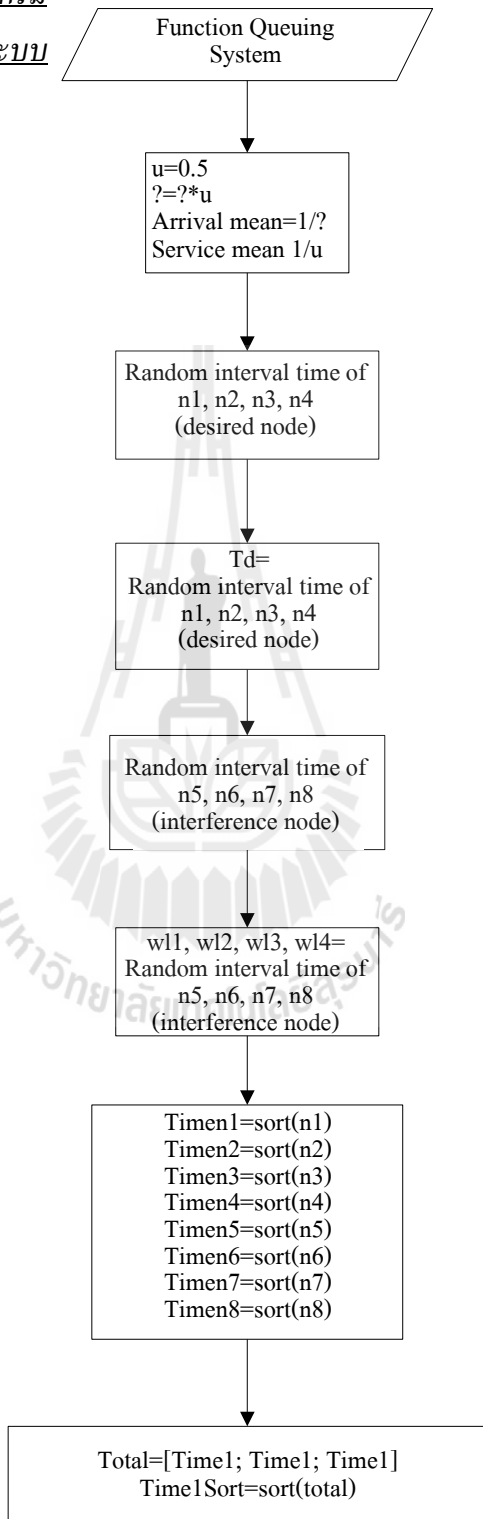 ระบบ
Function Queuing
System
u=0.5
?=?*u
Arrival mean=1/?
Service mean 1/u
Random interval time of
n1, n2, n3, n4
(desired node)
Td=
Random interval time of
n1, n2, n3, n4
(desired node)
Random interval time of
n5, n6, n7, n8
(interference node)
wl1, wl2, wl3, wl4=
Random interval time of
n5, n6, n7, n8
(interference node)
Timen1=sort(n1)
Timen2=sort(n2)
Timen3=sort(n3)
Timen4=sort(n4)
Timen5=sort(n5)
Timen6=sort(n6)
Timen7=sort(n7)
Timen8=sort(n8)
Total=[Time1; Time1; Time1]
Time1Sort=sort(total)